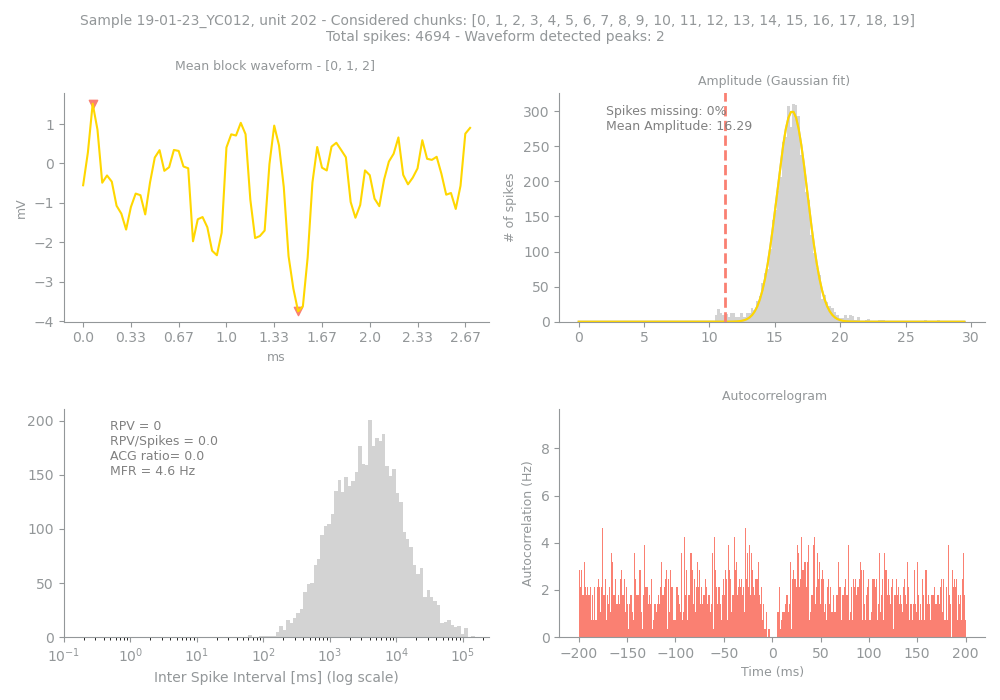 Sample 19-01-23_YC012, unit 202 - Considered chunks: [0, 1, 2, 3, 4, 5, 6, 7, 8, 9, 10, 11, 12, 13, 14, 15, 16, 17, 18, 19]
Total spikes: 4694 - Waveform detected peaks: 2
Mean block waveform - [0, 1, 2]
1
0
−1
−2
−3
−4
mV
0.0 0.33 0.67 1.0 1.33 1.67 2.0 2.33 2.67
ms
Amplitude (Gaussian fit)
Spikes missing: 0%
Mean Amplitude: 16.29
300
250
200
150
100
50
0
# of spikes
0 5 10 15 20 25 30
RPV = 0
RPV/Spikes = 0.0
ACG ratio= 0.0
MFR = 4.6 Hz
200
150
100
50
0
10⁻¹ 10⁰ 10¹ 10² 10³ 10⁴ 10⁵
Inter Spike Interval [ms] (log scale)
Autocorrelogram
8
6
4
2
0
Autocorrelation (Hz)
−200 −150 −100 −50 0 50 100 150 200
Time (ms)